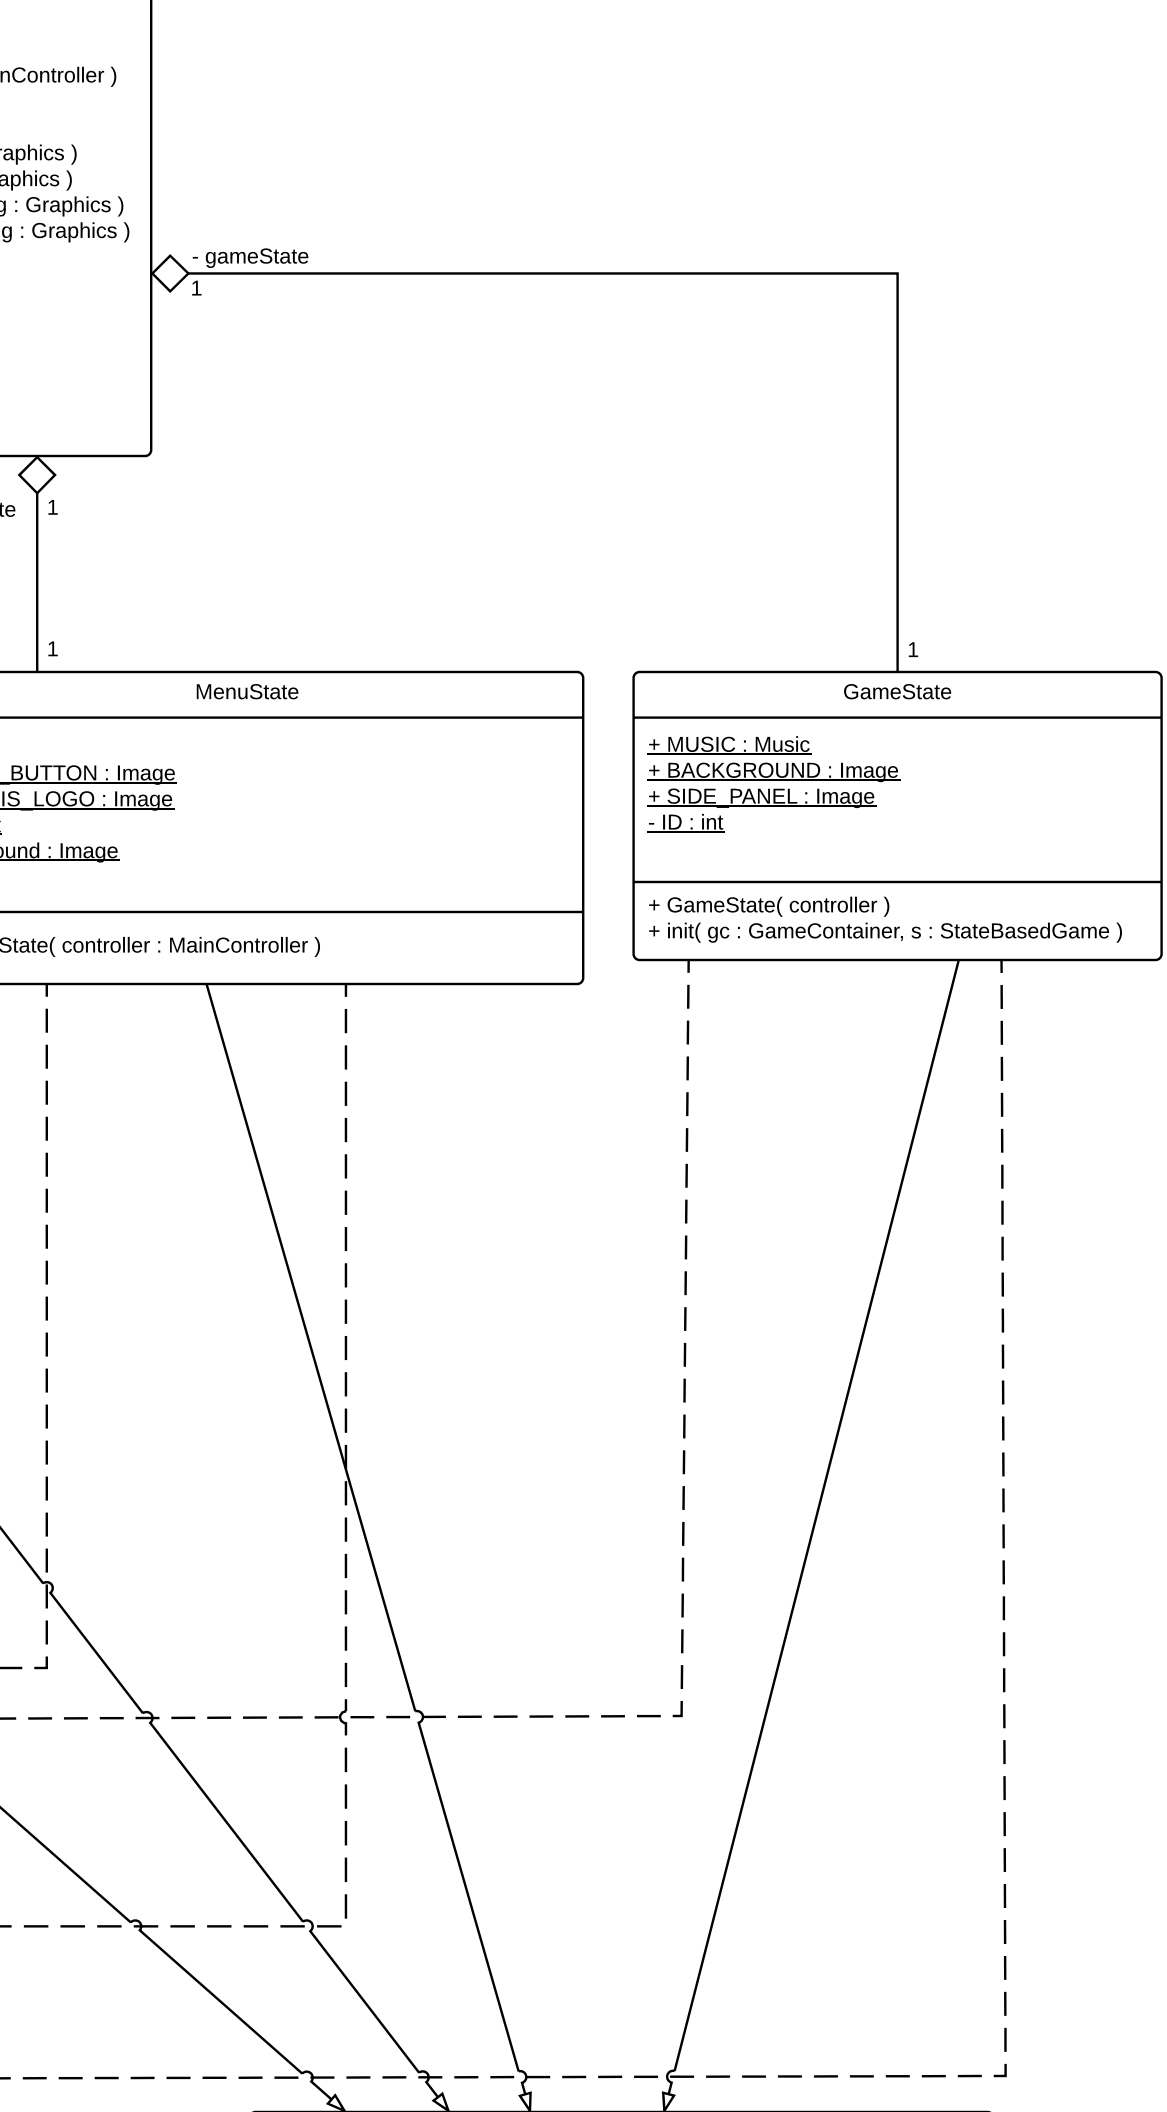 nController )
raphics )
aphics )
g : Graphics )
g : Graphics )
- gameState
1
te
1
1
1
MenuState
_BUTTON : Image
IS_LOGO : Image
ound : Image
State( controller : MainController )
GameState
+ MUSIC : Music
+ BACKGROUND : Image
+ SIDE_PANEL : Image
- ID : int
+ GameState( controller )
+ init( gc : GameContainer, s : StateBasedGame )